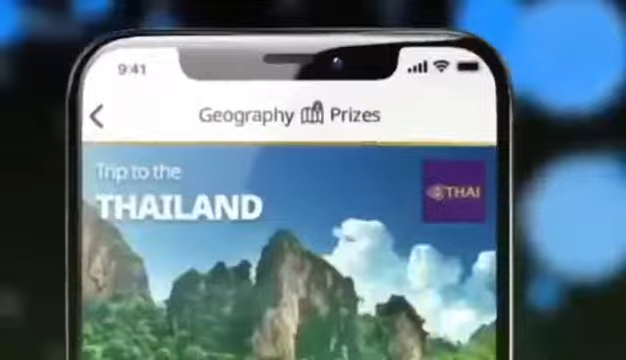 9:41
Geography Prizes
Trip to the
THAILAND
THAI